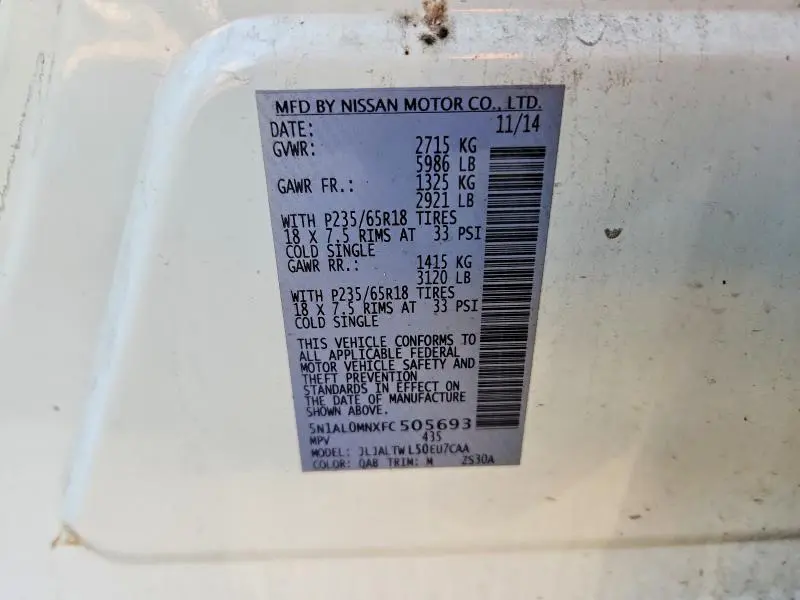 MFD BY NISSAN MOTOR CO., LTD.
DATE: 11/14
GVWR: 2715 KG
5986 LB
GAWR FR.: 1325 KG
2921 LB
WITH P235/65R18 TIRES
18 X 7.5 RIMS AT 33 PSI
COLD SINGLE
GAWR RR.: 1415 KG
3120 LB
WITH P235/65R18 TIRES
18 X 7.5 RIMS AT 33 PSI
COLD SINGLE
THIS VEHICLE CONFORMS TO
ALL APPLICABLE FEDERAL
MOTOR VEHICLE SAFETY AND
THEFT PREVENTION
STANDARDS IN EFFECT ON
THE DATE OF MANUFACTURE
SHOWN ABOVE.
5N1AL0MNXFC 505693
MPV 435
MODEL: JLJALTW L50EU7CAA
COLOR: QAB TRIM: M 2S30A